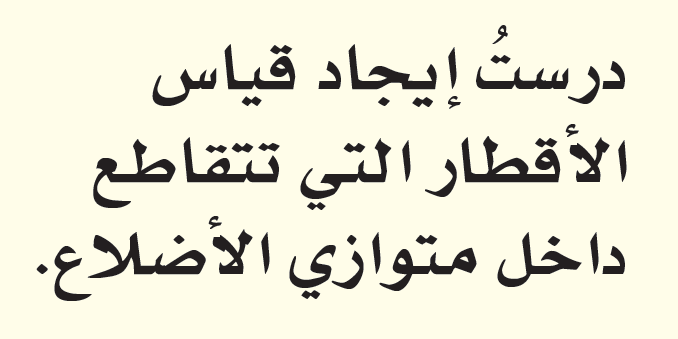 درستُ إيجاد قياس
الأقطار التي تتقاطع
داخل متوازي الأضلاع.